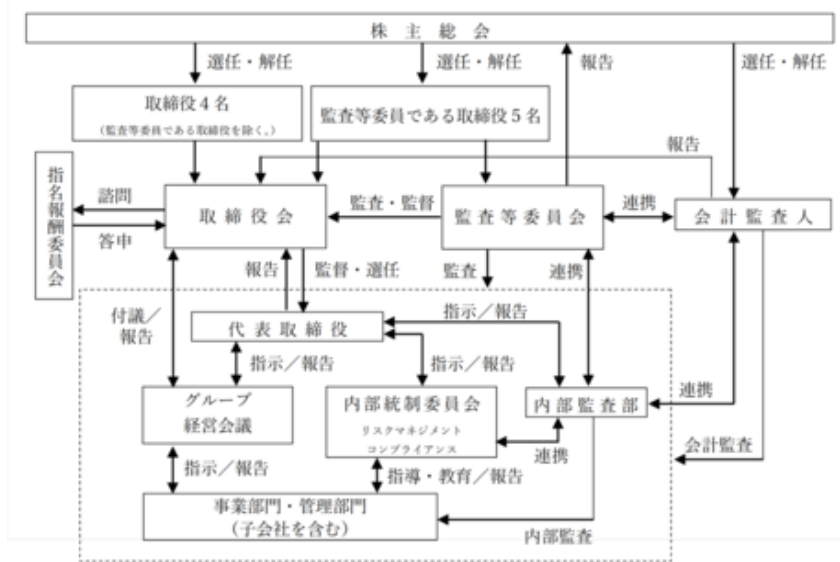 株主総会
選任・解任
選任・解任
報告
選任・解任
取締役4名
(監査等委員である取締役を除く。)
監査等委員である取締役5名
報告
指名報酬委員会
諮問
答申
取締役会
監査・監督
監査等委員会
連携
会計監査人
報告
監督・選任
監査
連携
付議／
報告
代表取締役
指示／報告
指示／報告
指示／報告
グループ
経営会議
内部統制委員会
リスクマネジメント
コンプライアンス
内部監査部
連携
連携
会計監査
指示／報告
指導・教育／報告
事業部門・管理部門
(子会社を含む)
内部監査